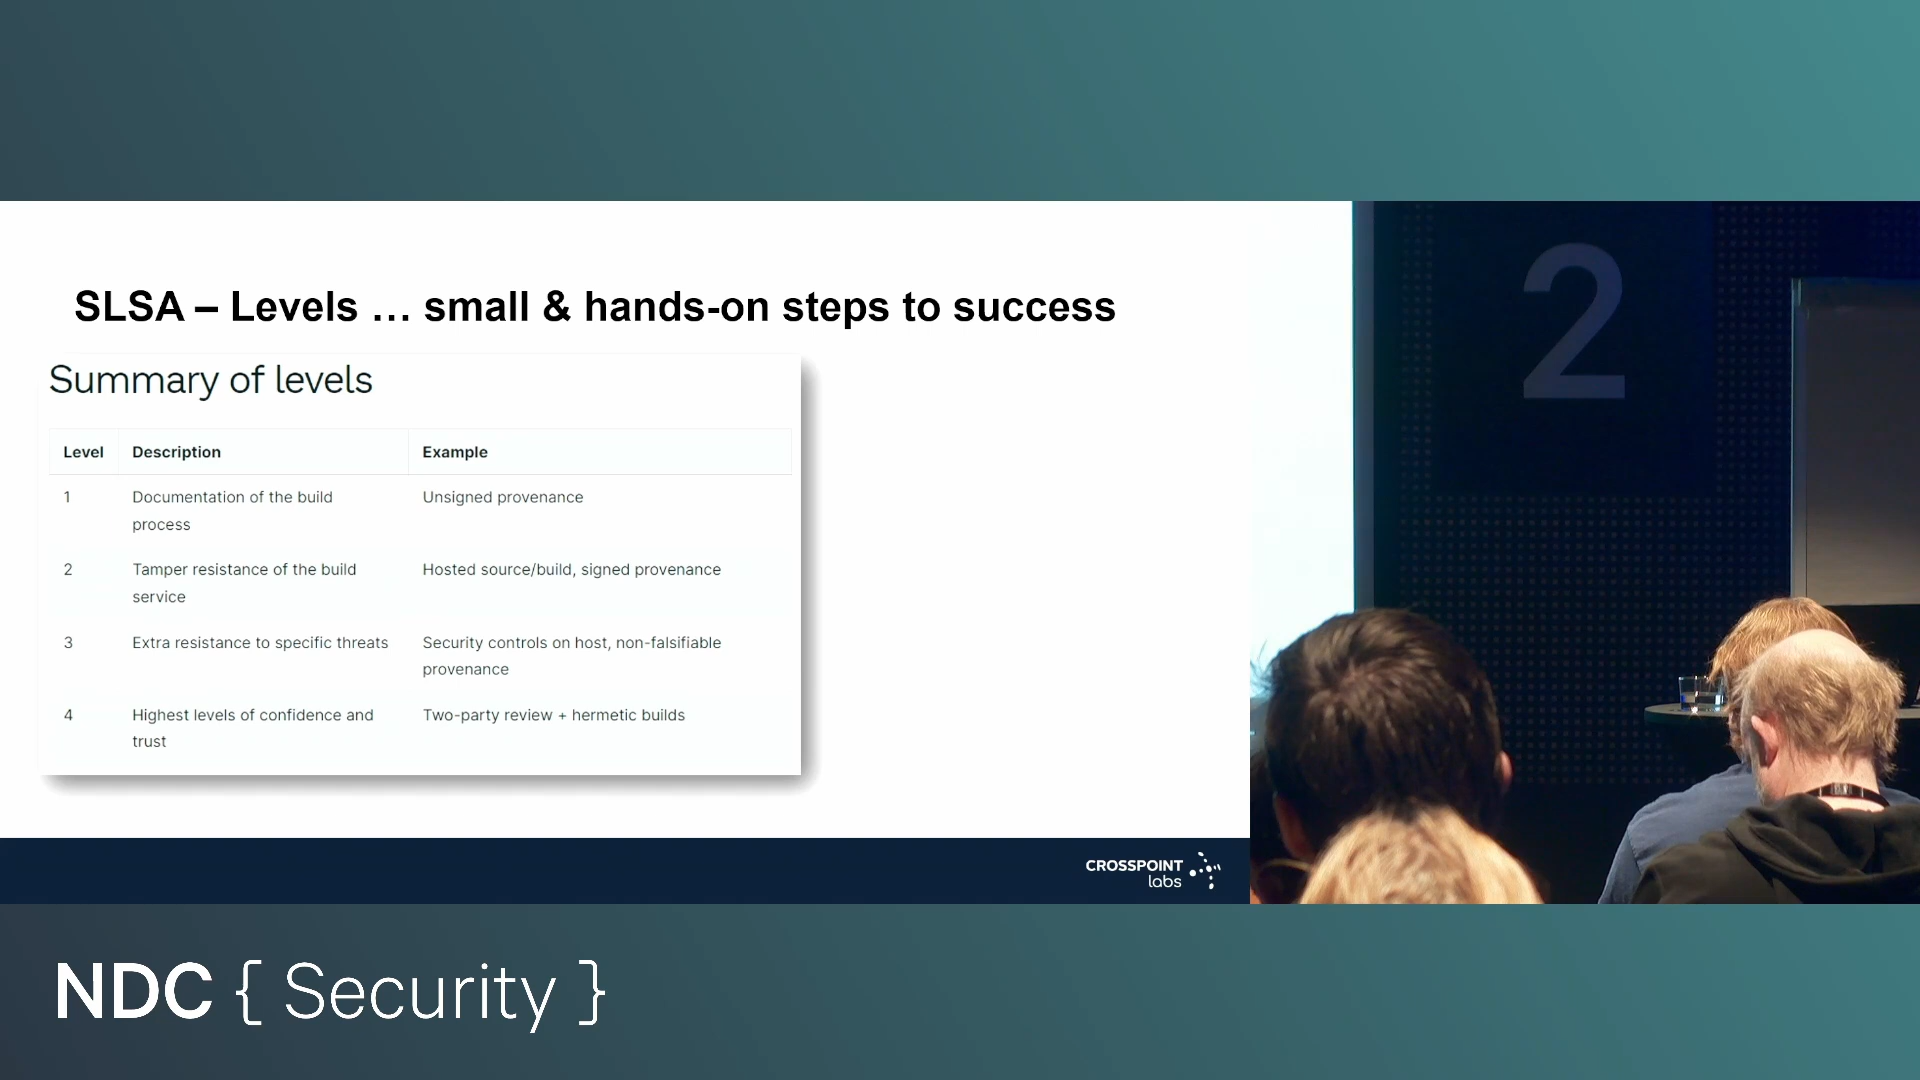 SLSA – Levels … small & hands-on steps to success
Summary of levels
Level Description Example
1 Documentation of the build process Unsigned provenance
2 Tamper resistance of the build service Hosted source/build, signed provenance
3 Extra resistance to specific threats Security controls on host, non-falsifiable provenance
4 Highest levels of confidence and trust Two-party review + hermetic builds
CROSSPOINT
labs
2
NDC { Security }